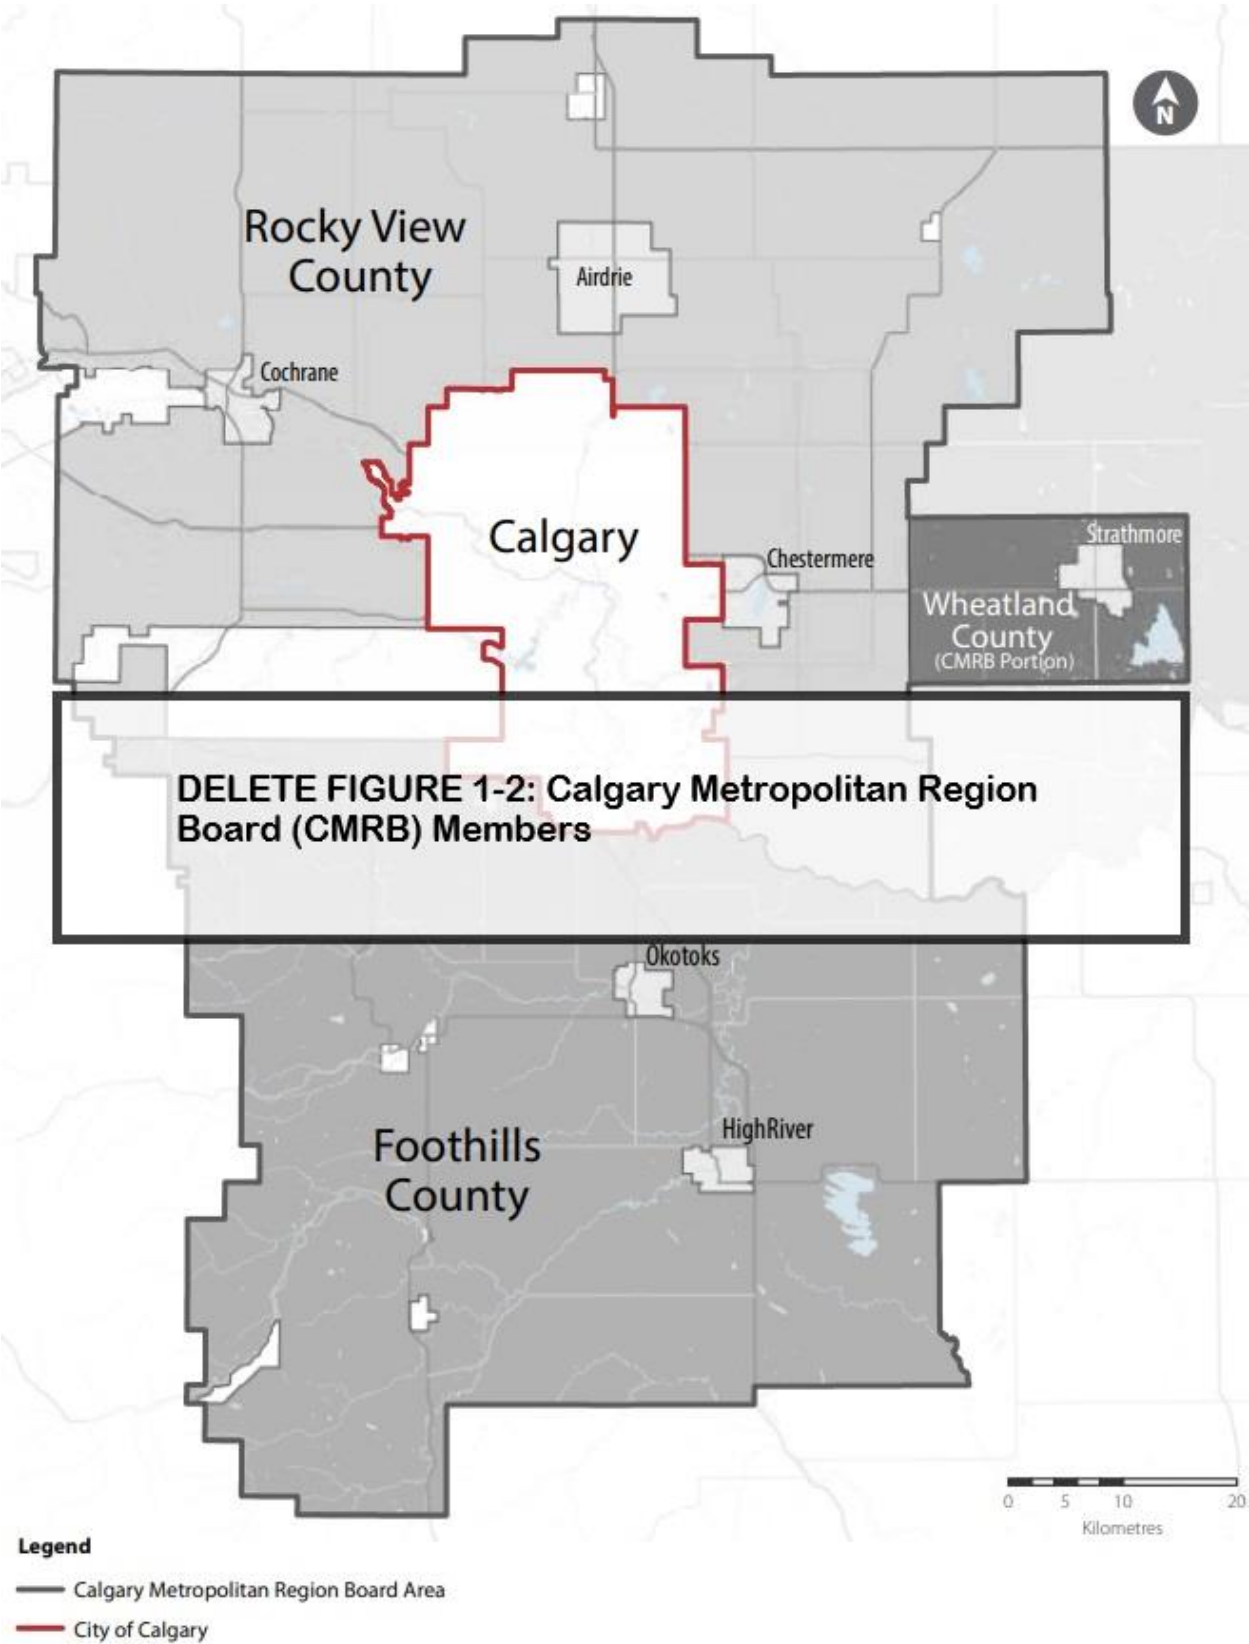 N
Rocky View
County
Airdrie
Cochrane
Calgary
Chestermere
Strathmore
Wheatland
County
(CMRB Portion)
DELETE FIGURE 1-2: Calgary Metropolitan Region
Board (CMRB) Members
Okotoks
HighRiver
Foothills
County
0 5 10 20
Kilometres
Legend
Calgary Metropolitan Region Board Area
City of Calgary